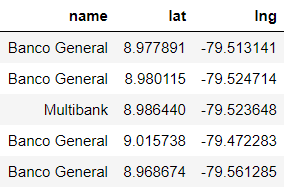 name lat lng
Banco General 8.977891 -79.513141
Banco General 8.980115 -79.524714
Multibank 8.986440 -79.523648
Banco General 9.015738 -79.472283
Banco General 8.968674 -79.561285